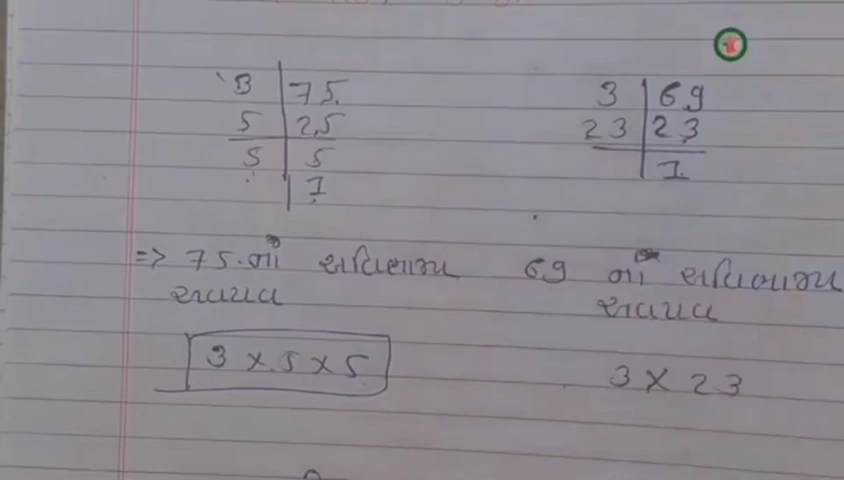 3 | 75
5 | 25
5 | 5
| 1
3 | 69
23 | 23
1
=> 75 નાં અવિભાજ્ય
અવયવ
3 x 5 x 5
69 નાં અવિભાજ્ય
અવયવ
3 x 23